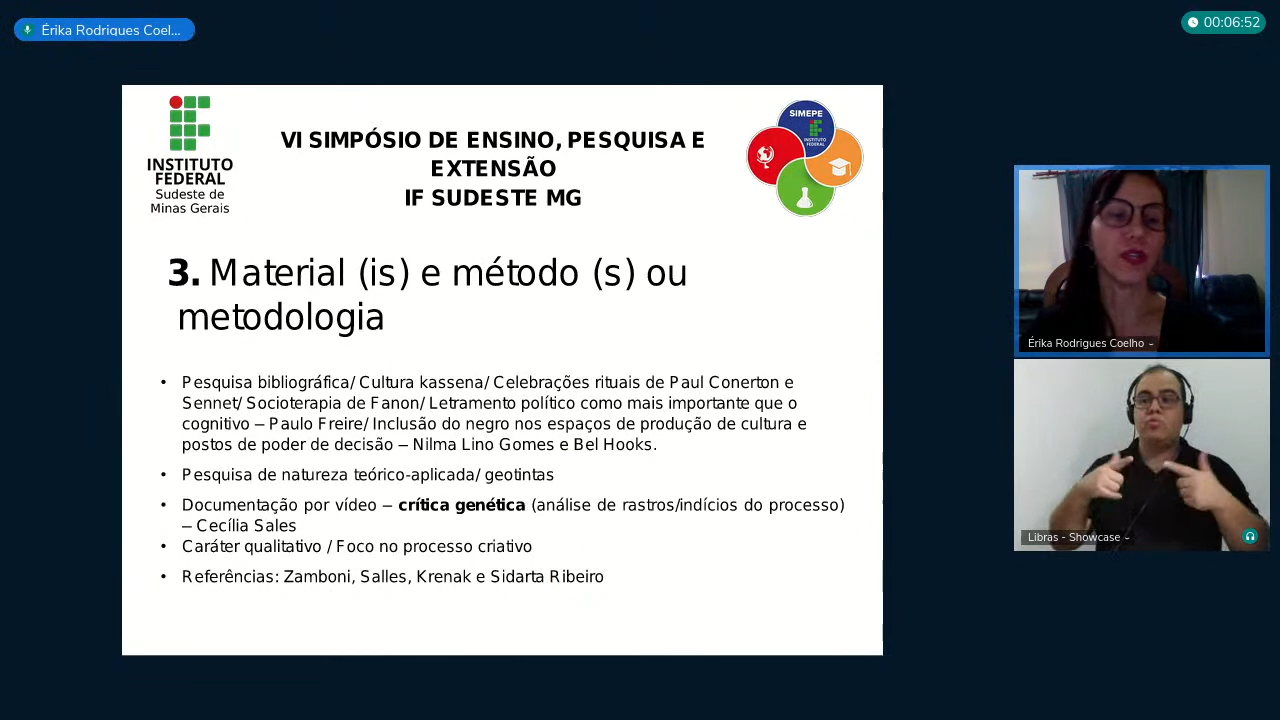 Érika Rodrigues Coel...
00:06:52
INSTITUTO
FEDERAL
Sudeste de
Minas Gerais
VI SIMPÓSIO DE ENSINO, PESQUISA E
EXTENSÃO
IF SUDESTE MG
SIMEPE
INSTITUTO
FEDERAL
3. Material (is) e método (s) ou
metodologia
• Pesquisa bibliográfica/ Cultura kassena/ Celebrações rituais de Paul Conerton e
Sennet/ Socioterapia de Fanon/ Letramento político como mais importante que o
cognitivo – Paulo Freire/ Inclusão do negro nos espaços de produção de cultura e
postos de poder de decisão – Nilma Lino Gomes e Bel Hooks.
• Pesquisa de natureza teórico-aplicada/ geotintas
• Documentação por vídeo – crítica genética (análise de rastros/indícios do processo)
– Cecília Sales
• Caráter qualitativo / Foco no processo criativo
• Referências: Zamboni, Salles, Krenak e Sidarta Ribeiro
Érika Rodrigues Coelho
Libras - Showcase